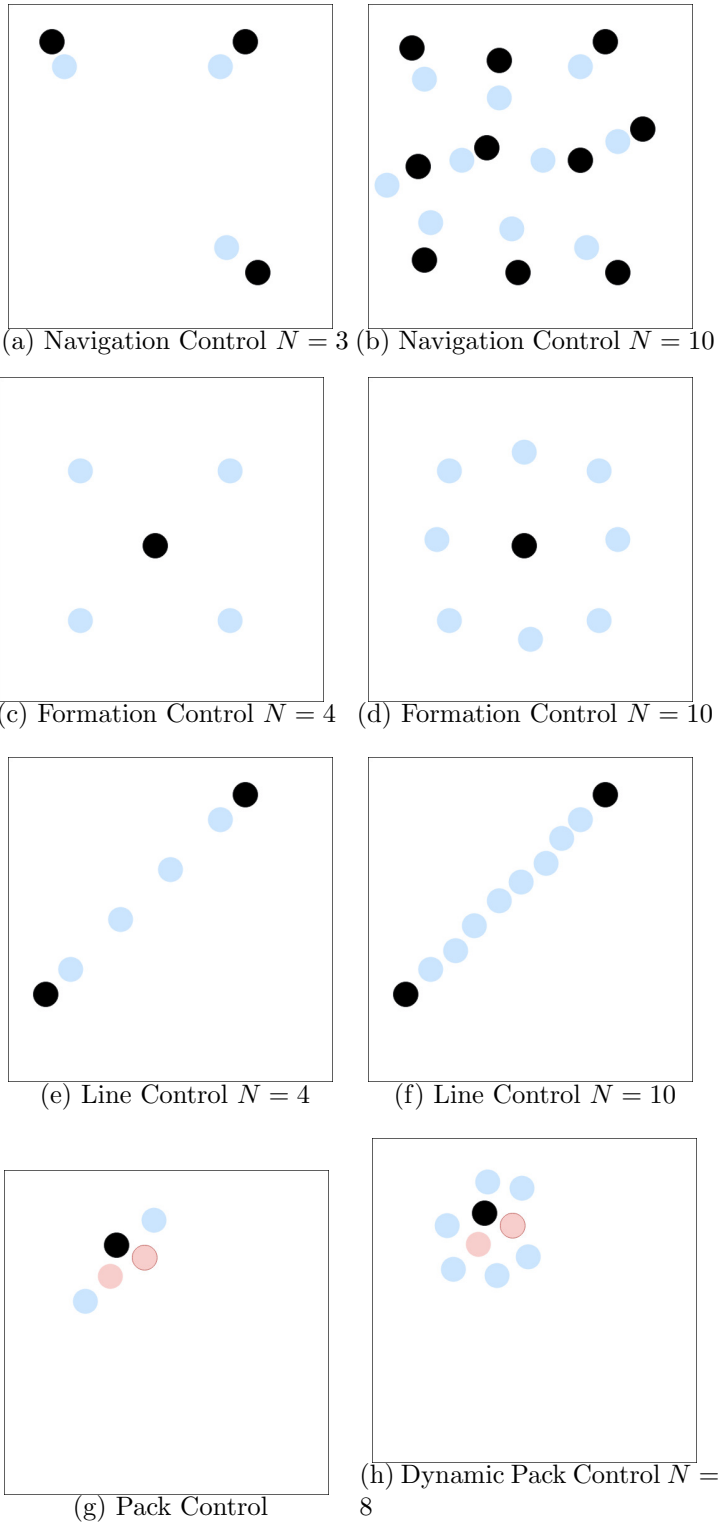 (a) Navigation Control N = 3
(b) Navigation Control N = 10
(c) Formation Control N = 4
(d) Formation Control N = 10
(e) Line Control N = 4
(f) Line Control N = 10
(g) Pack Control
(h) Dynamic Pack Control N =
8